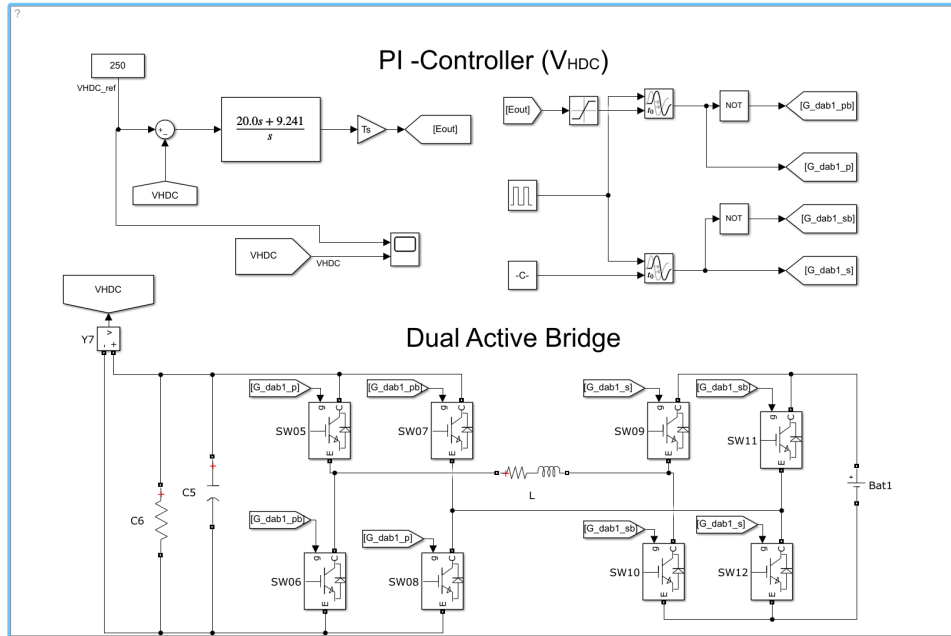 ?
PI -Controller (VHDC)
250
VHDC_ref
+
-
20.0s + 9.241
s
Ts
[Eout]
VHDC
VHDC
VHDC
[Eout]
to
NOT
[G_dab1_pb]
[G_dab1_p]
NOT
[G_dab1_sb]
-C-
to
[G_dab1_s]
VHDC
Y7
v
- +
Dual Active Bridge
[G_dab1_p]
g C
SW05
E
[G_dab1_pb]
g C
SW07
E
[G_dab1_s]
g C
SW09
E
[G_dab1_sb]
g C
SW11
E
+
C6
+
C5
+
L
+
Bat1
[G_dab1_pb]
g C
SW06
E
[G_dab1_p]
g C
SW08
E
[G_dab1_sb]
g C
SW10
E
[G_dab1_s]
g C
SW12
E